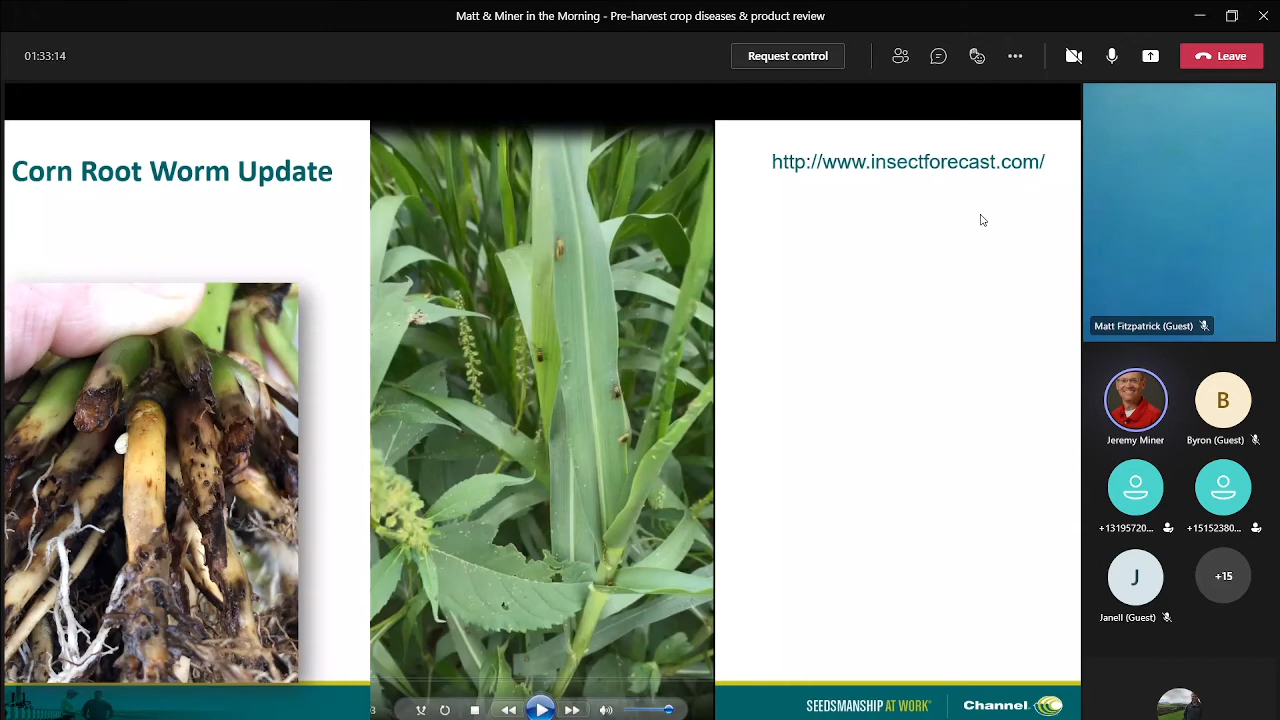 Matt & Miner in the Morning - Pre-harvest crop diseases & product review
01:33:14
Request control
Leave
Corn Root Worm Update
http://www.insectforecast.com/
Matt Fitzpatrick (Guest)
Jeremy Miner
B
Byron (Guest)
+13195720...
+15152380...
J
Janell (Guest)
+15
3
SEEDSMANSHIP AT WORK®
Channel.